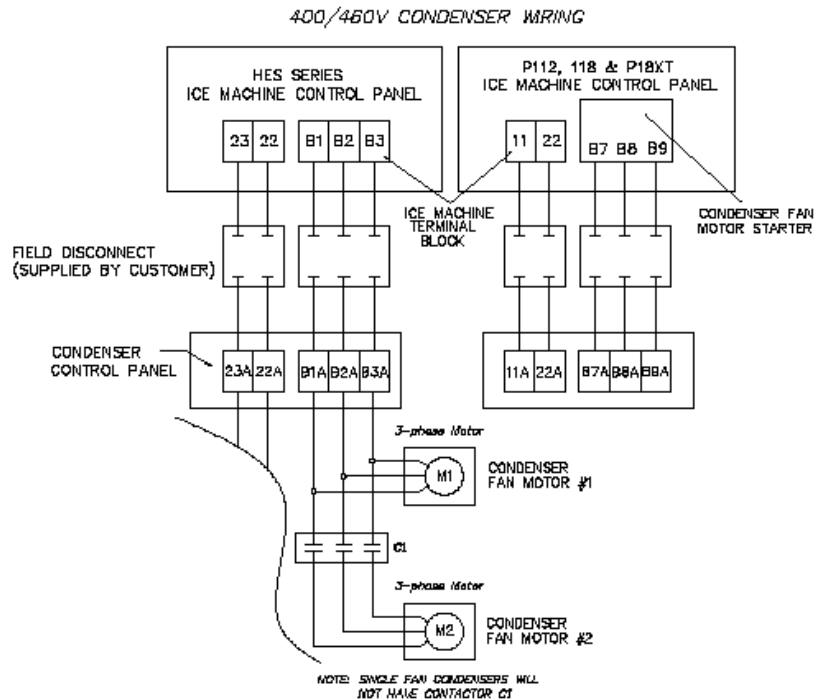 400/460V CONDENSER WIRING
HES SERIES
ICE MACHINE CONTROL PANEL
P112, 118 & P18XT
ICE MACHINE CONTROL PANEL
23 22 B1 B2 B3
11 22 B7 B8 B9
ICE MACHINE
TERMINAL
BLOCK
CONDENSER FAN
MOTOR STARTER
FIELD DISCONNECT
(SUPPLIED BY CUSTOMER)
CONDENSER
CONTROL PANEL
23A 22A B1A B2A B3A
11A 22A B7A B8A B9A
3-phase Motor
M1
CONDENSER
FAN MOTOR #1
C1
3-phase Motor
M2
CONDENSER
FAN MOTOR #2
NOTE: SINGLE FAN CONDENSERS WILL
NOT HAVE CONTACTOR C1